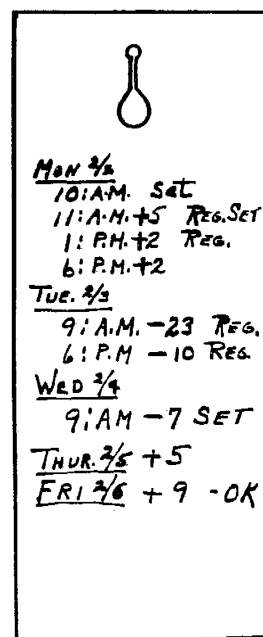 MON 2/2
10:A.M. Set
11:A.M.+5 REG.SET
1:P.M.+2 REG.
6:P.M.+2
TUE. 2/3
9:A.M. -23 REG.
6:P.M -10 REG
WED 2/4
9:AM -7 SET
THUR. 2/5 +5
FRI 2/6 + 9 -OK